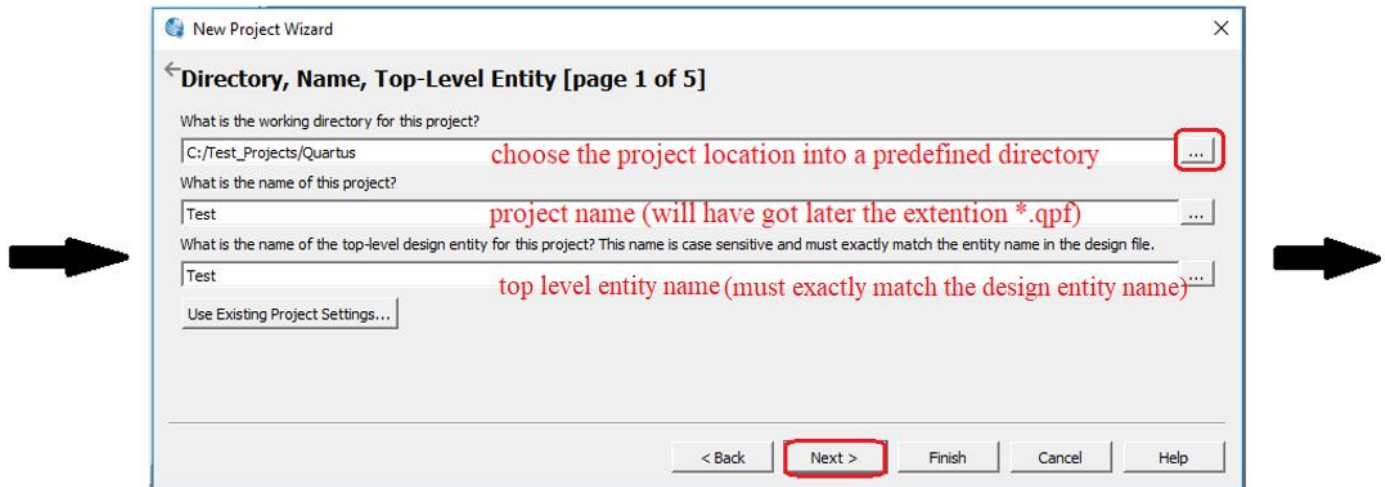 New Project Wizard
Directory, Name, Top-Level Entity [page 1 of 5]
What is the working directory for this project?
C:/Test_Projects/Quartus choose the project location into a predefined directory ...
What is the name of this project?
Test project name (will have got later the extention *.qpf) ...
What is the name of the top-level design entity for this project? This name is case sensitive and must exactly match the entity name in the design file.
Test top level entity name (must exactly match the design entity name) ...
Use Existing Project Settings...
< Back Next > Finish Cancel Help